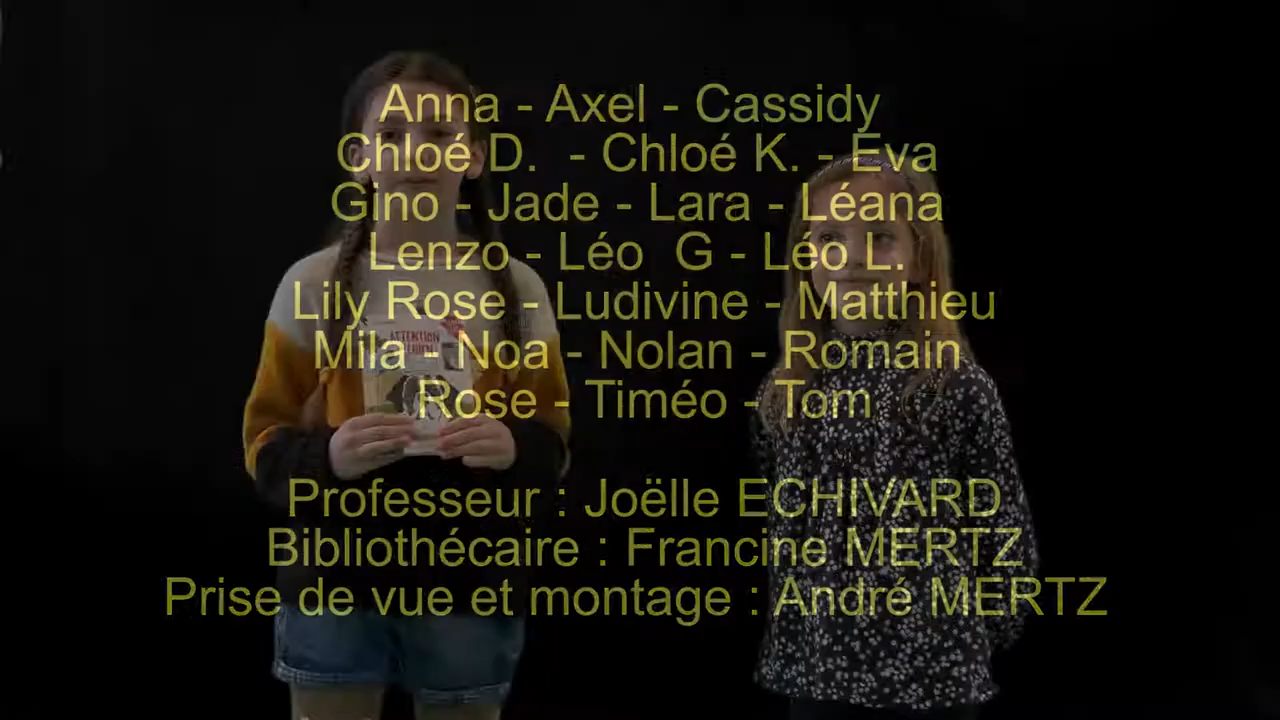 Anna - Axel - Cassidy
Chloé D. - Chloé K. - Eva
Gino - Jade - Lara - Léana
Lenzo - Léo G - Léo L.
Lily Rose - Ludivine - Matthieu
Mila - Noa - Nolan - Romain
Rose - Timéo - Tom
ATTENTION
Professeur : Joëlle ECHIVARD
Bibliothécaire : Francine MERTZ
Prise de vue et montage : André MERTZ